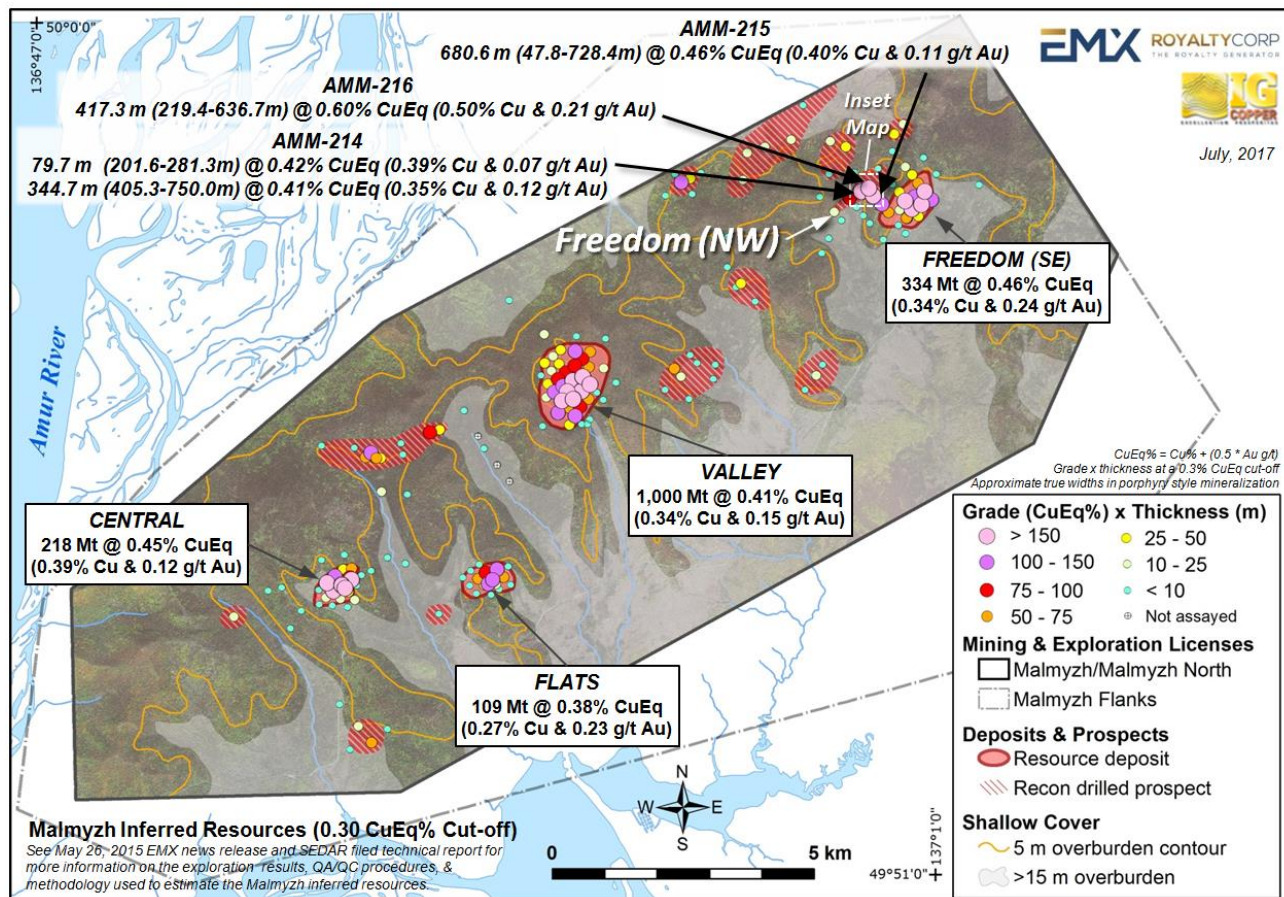 50°0'0"
136°47'0"
AMM-215
680.6 m (47.8-728.4m) @ 0.46% CuEq (0.40% Cu & 0.11 g/t Au)
EMX ROYALTYCORP
THE ROYALTY GENERATOR
IG
COPPER
July, 2017
AMM-216
417.3 m (219.4-636.7m) @ 0.60% CuEq (0.50% Cu & 0.21 g/t Au)
Inset
Map
AMM-214
79.7 m (201.6-281.3m) @ 0.42% CuEq (0.39% Cu & 0.07 g/t Au)
344.7 m (405.3-750.0m) @ 0.41% CuEq (0.35% Cu & 0.12 g/t Au)
Freedom (NW)
FREEDOM (SE)
334 Mt @ 0.46% CuEq
(0.34% Cu & 0.24 g/t Au)
Amur River
VALLEY
1,000 Mt @ 0.41% CuEq
(0.34% Cu & 0.15 g/t Au)
CENTRAL
218 Mt @ 0.45% CuEq
(0.39% Cu & 0.12 g/t Au)
FLATS
109 Mt @ 0.38% CuEq
(0.27% Cu & 0.23 g/t Au)
CuEq% = Cu% + (0.5 * Au g/t)
Grade x thickness at a 0.3% CuEq cut-off
Approximate true widths in porphyry style mineralization
Grade (CuEq%) x Thickness (m)
> 150
100 - 150
75 - 100
50 - 75
25 - 50
10 - 25
< 10
Not assayed
Mining & Exploration Licenses
Malmyzh/Malmyzh North
Malmyzh Flanks
Deposits & Prospects
Resource deposit
Recon drilled prospect
Shallow Cover
5 m overburden contour
>15 m overburden
N
W E
S
0 5 km
49°51'0"
137°1'0"
Malmyzh Inferred Resources (0.30 CuEq% Cut-off)
See May 26, 2015 EMX news release and SEDAR filed technical report for
more information on the exploration results, QA/QC procedures, &
methodology used to estimate the Malmyzh inferred resources.